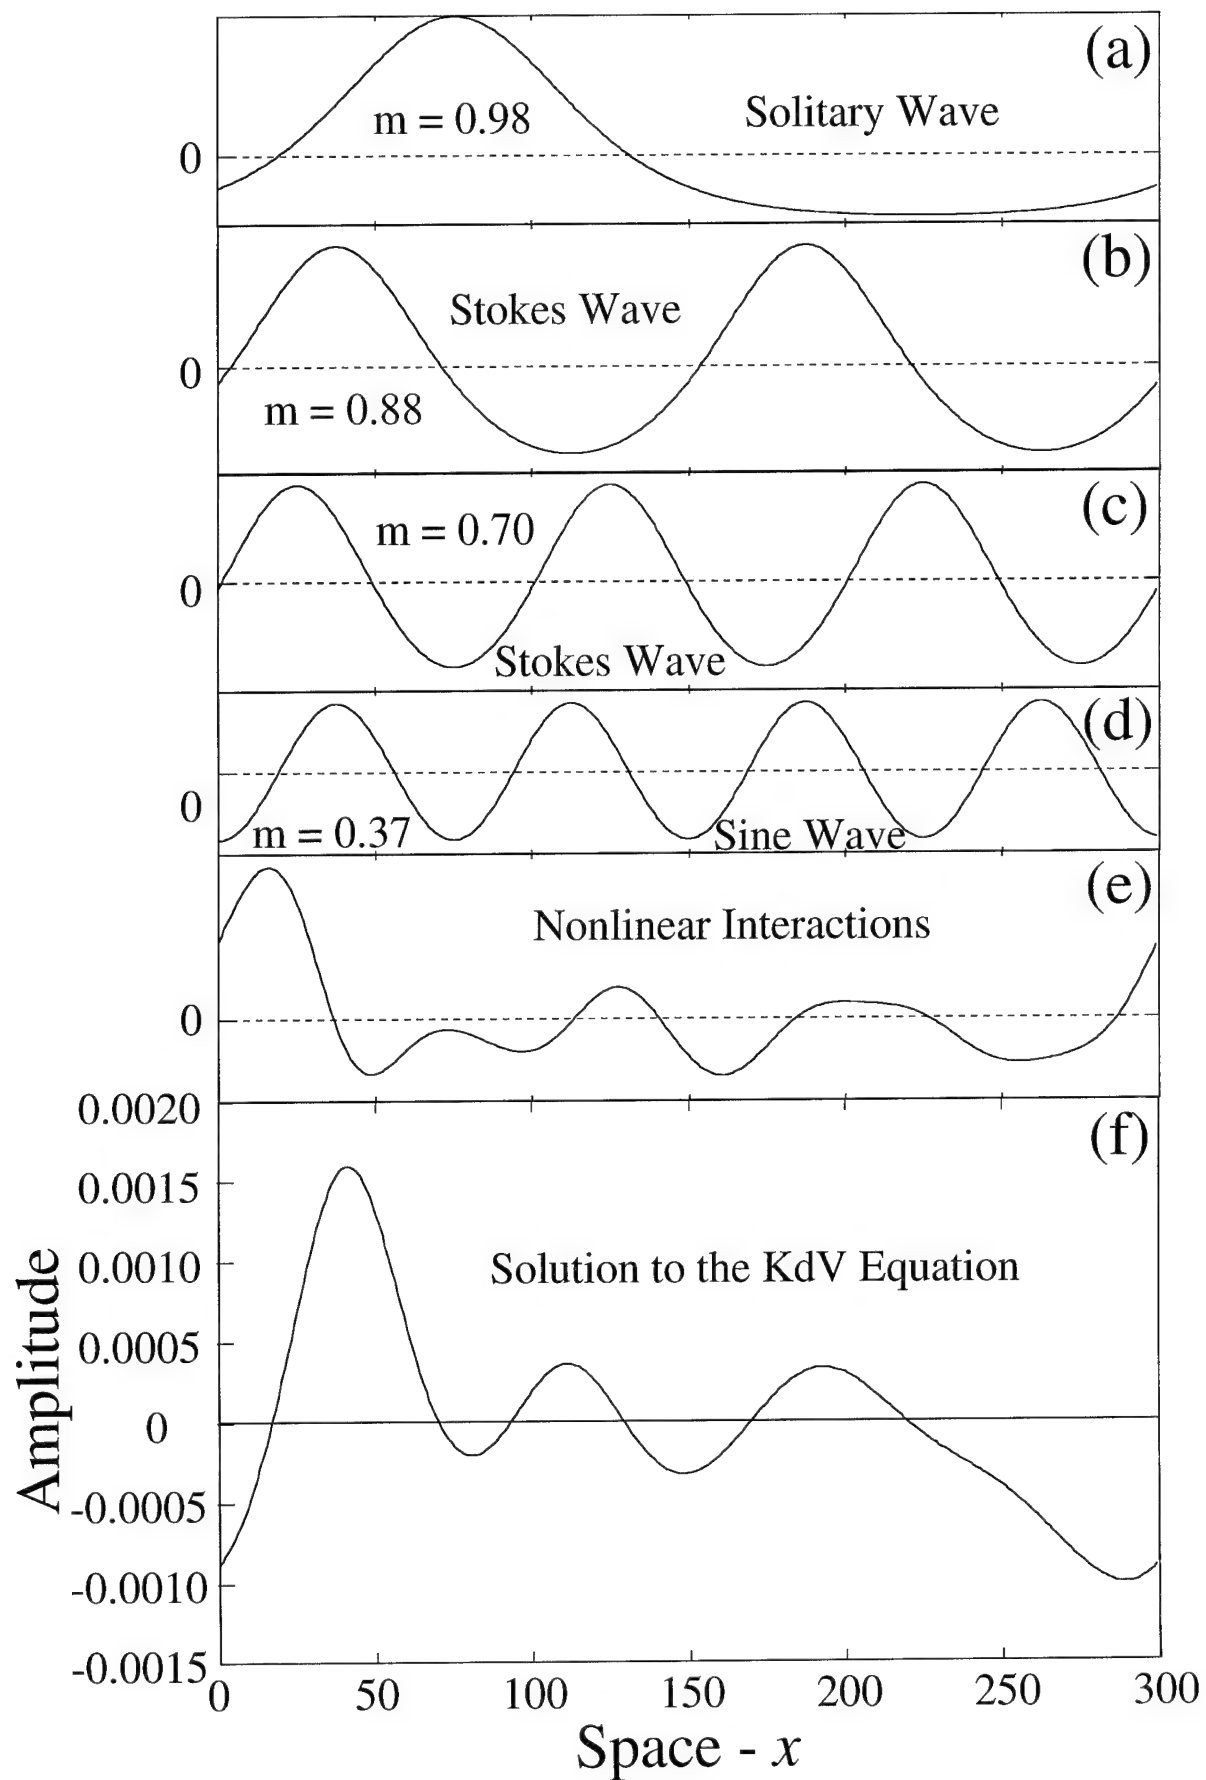 (a)
m = 0.98
Solitary Wave
0
(b)
Stokes Wave
0
m = 0.88
(c)
m = 0.70
0
Stokes Wave
(d)
0
m = 0.37
Sine Wave
(e)
Nonlinear Interactions
0
0.0020
(f)
0.0015
Solution to the KdV Equation
0.0010
0.0005
0
-0.0005
-0.0010
-0.0015
Amplitude
0 50 100 150 200 250 300
Space - x